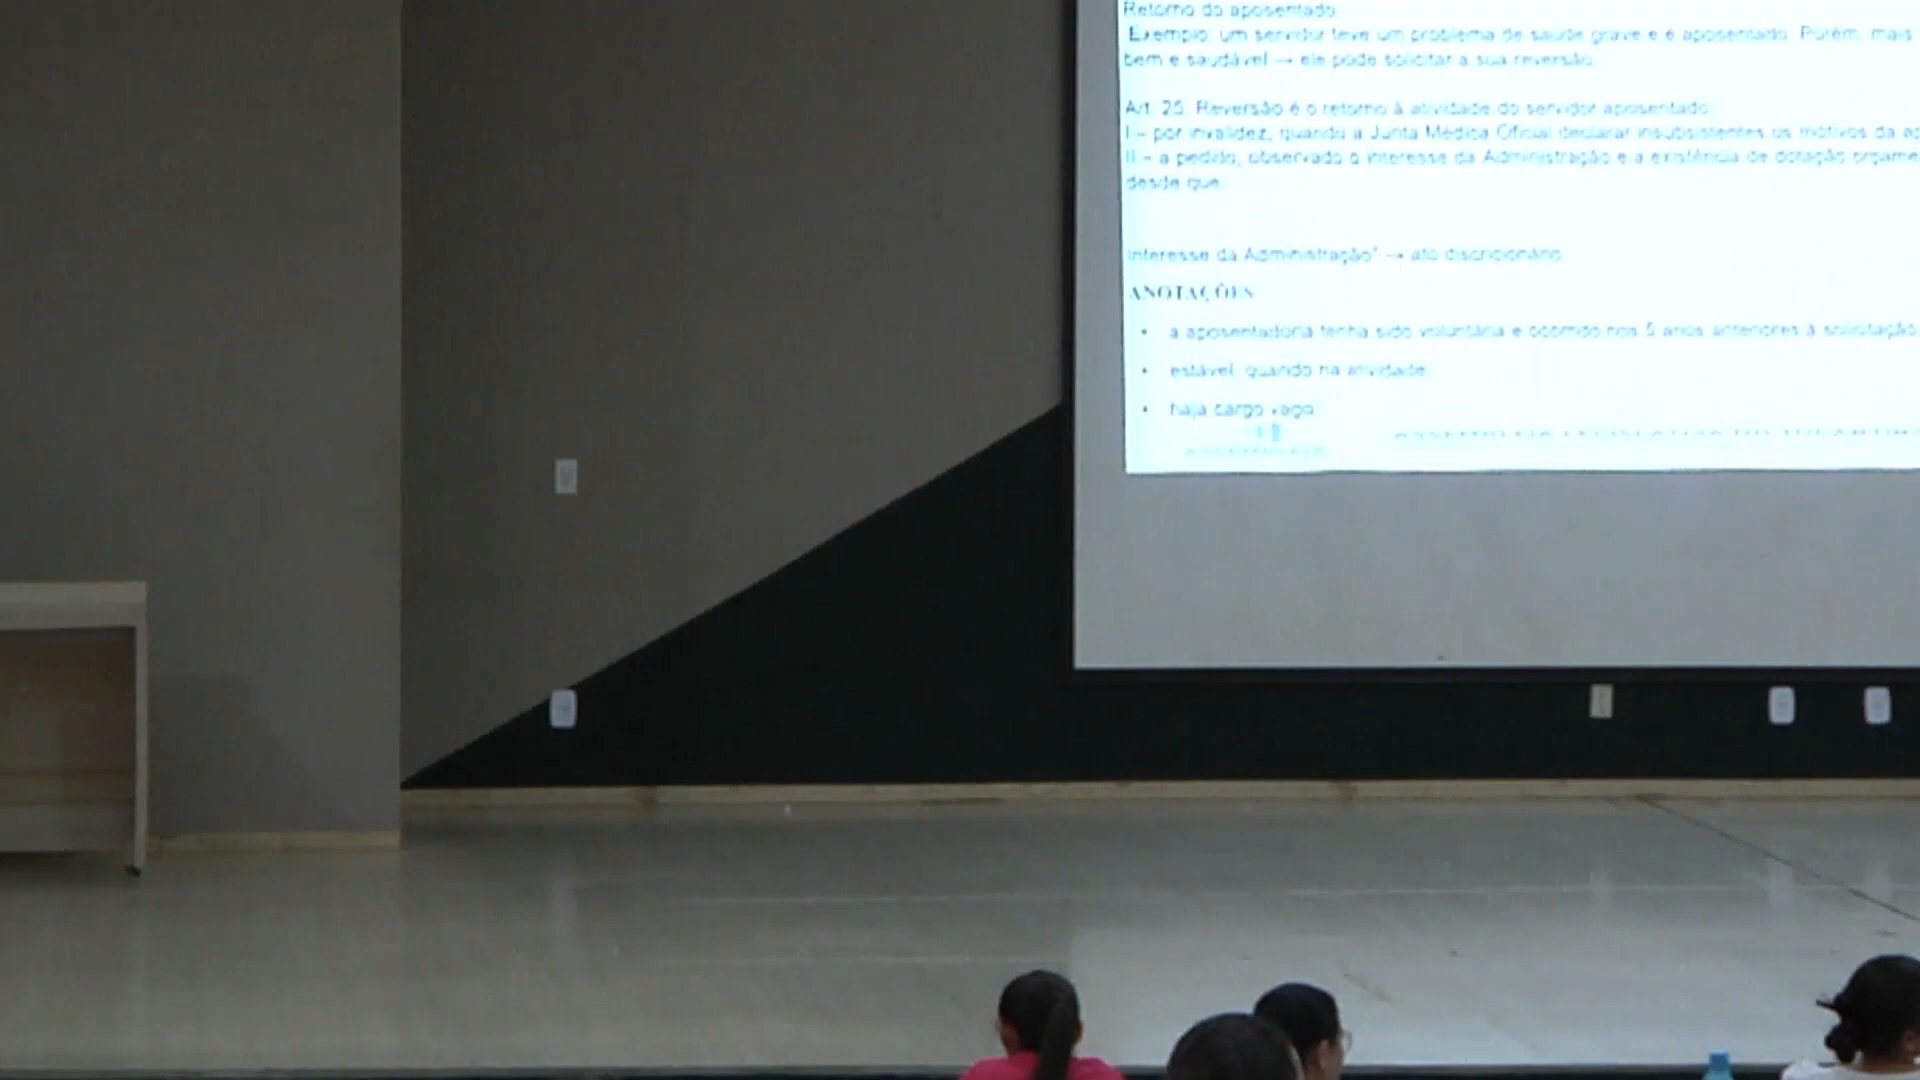 Retorno do aposentado.
Exemplo: um servidor teve um problema de saúde grave e é aposentado. Porém, mais
bem e saudável → ele pode solicitar a sua reversão.
Art. 25. Reversão é o retorno à atividade do servidor aposentado:
I – por invalidez, quando a Junta Médica Oficial declarar insubsistentes os motivos da
II – a pedido, observado o interesse da Administração e a existência de dotação
desde que:
Interesse da Administração* → ato discricionário.
ANOTAÇÕES
• a aposentadoria tenha sido voluntária e ocorrido nos 5 anos anteriores à solicitação
• estável, quando na atividade;
• haja cargo vago.